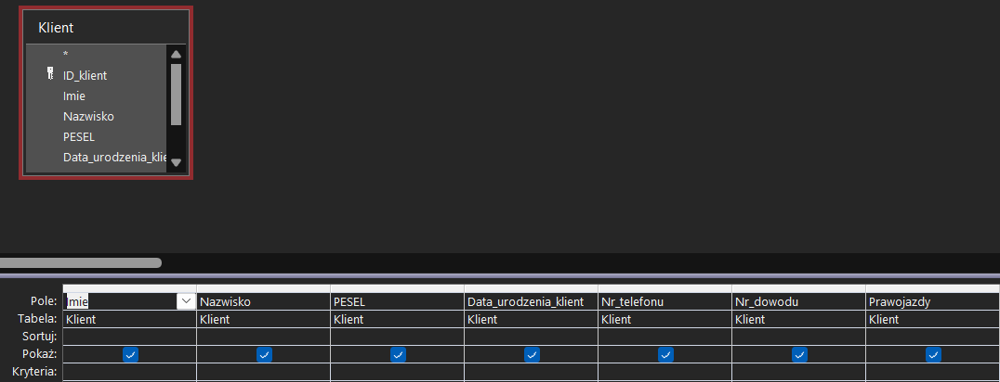 Klient
*
ID_klient
Imie
Nazwisko
PESEL
Data_urodzenia_klie
Pole: Imie Nazwisko PESEL Data_urodzenia_klient Nr_telefonu Nr_dowodu Prawojazdy
Tabela: Klient Klient Klient Klient Klient Klient Klient
Sortuj:
Pokaż:
Kryteria: